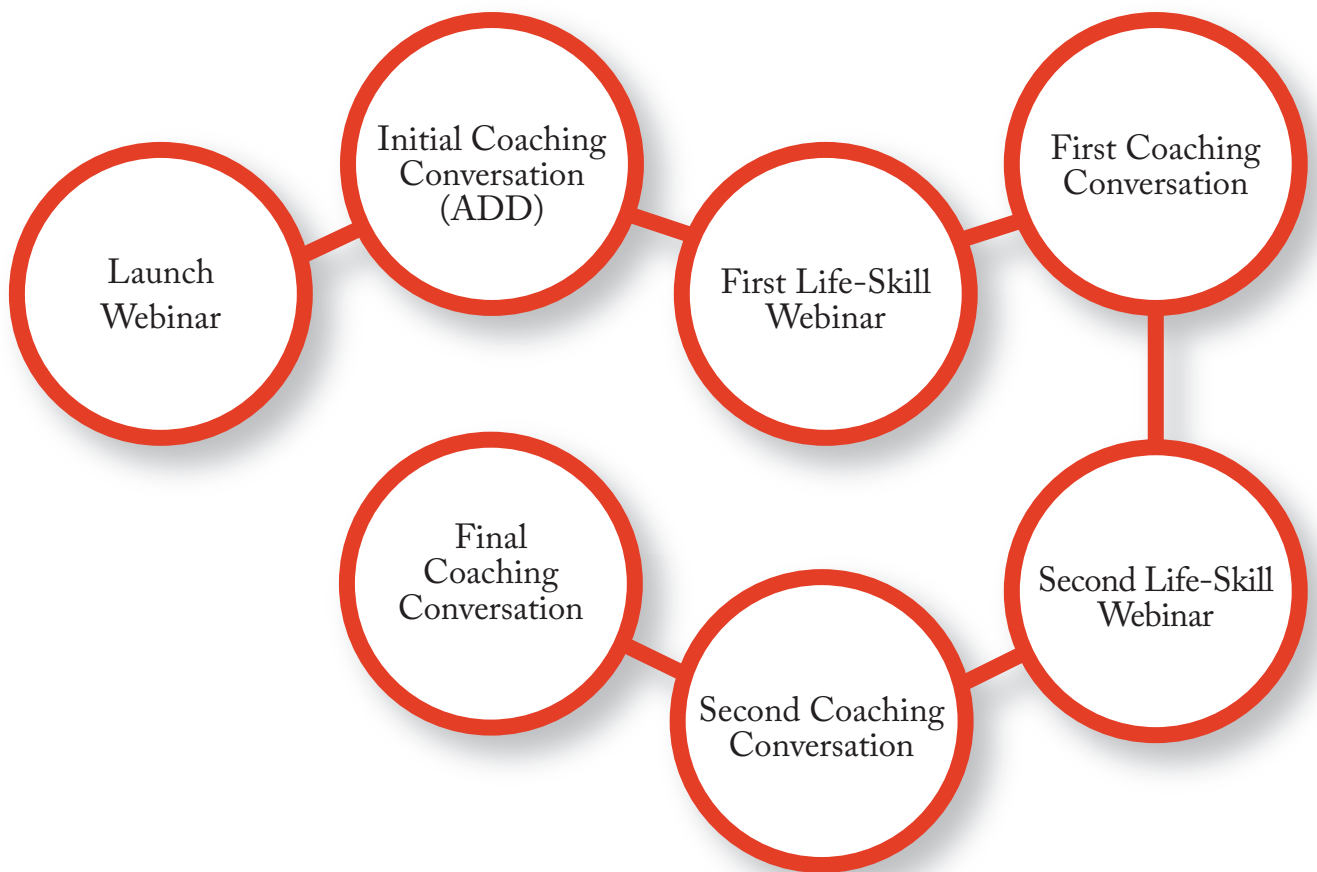 Launch
Webinar
Initial Coaching
Conversation
(ADD)
First Life-Skill
Webinar
First Coaching
Conversation
Second Life-Skill
Webinar
Second Coaching
Conversation
Final
Coaching
Conversation